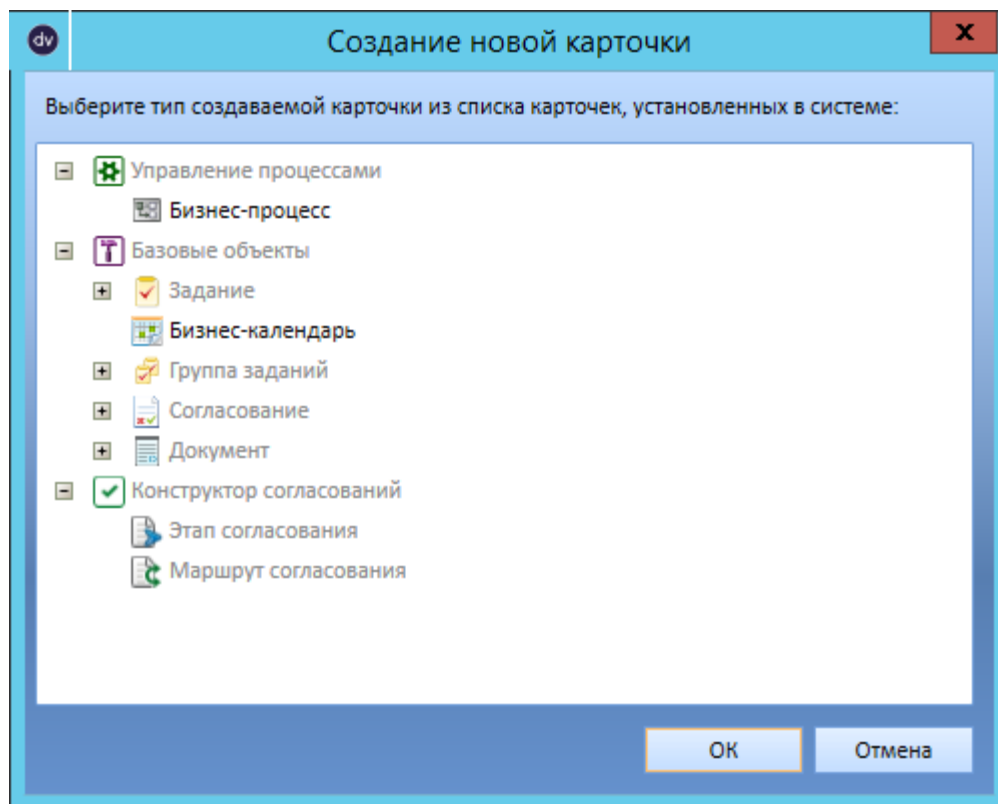 dv
Создание новой карточки
x
Выберите тип создаваемой карточки из списка карточек, установленных в системе:
Управление процессами
Бизнес-процесс
Базовые объекты
Задание
Бизнес-календарь
Группа заданий
Согласование
Документ
Конструктор согласований
Этап согласования
Маршрут согласования
ОК
Отмена